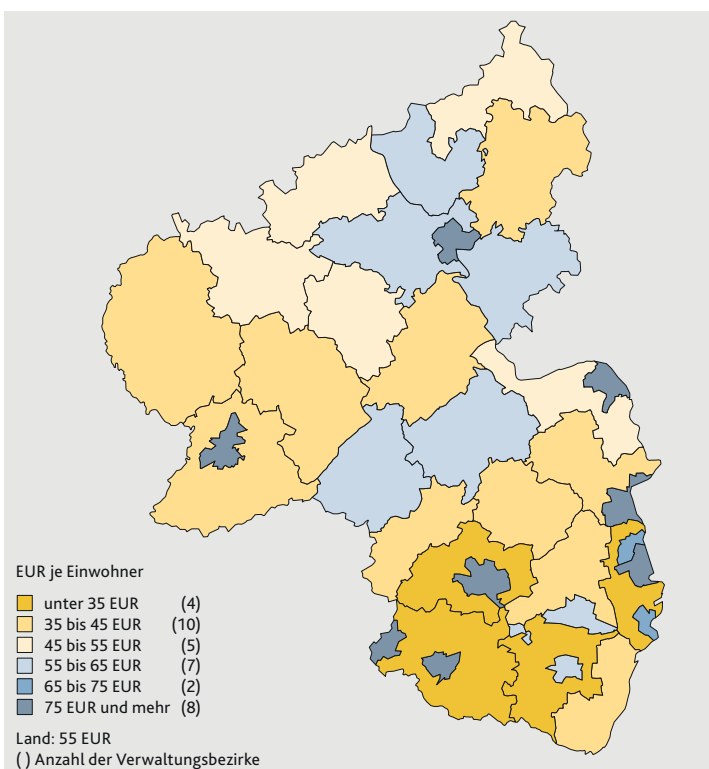 EUR je Einwohner
unter 35 EUR (4)
35 bis 45 EUR (10)
45 bis 55 EUR (5)
55 bis 65 EUR (7)
65 bis 75 EUR (2)
75 EUR und mehr (8)
Land: 55 EUR
( ) Anzahl der Verwaltungsbezirke